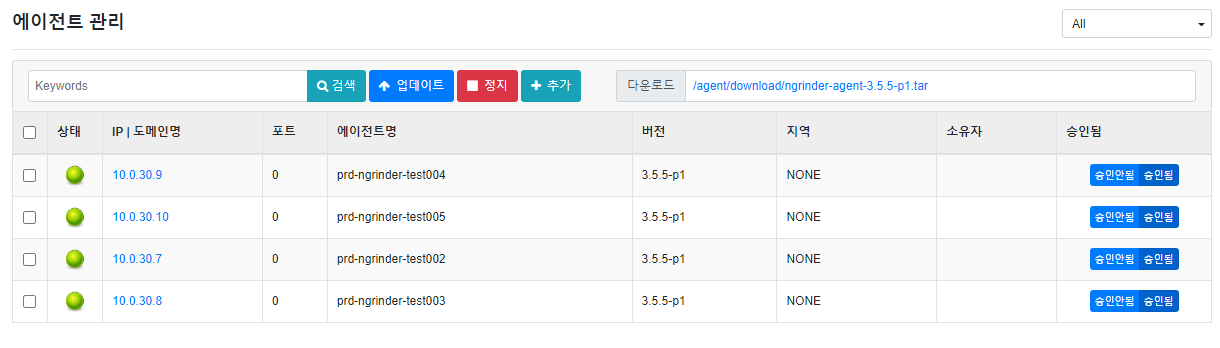 에이전트 관리
All
Keywords 검색 업데이트 정지 추가 다운로드 /agent/download/ngrinder-agent-3.5.5-p1.tar
상태 IP | 도메인명 포트 에이전트명 버전 지역 소유자 승인됨
10.0.30.9 0 prd-ngrinder-test004 3.5.5-p1 NONE 승인안됨 승인됨
10.0.30.10 0 prd-ngrinder-test005 3.5.5-p1 NONE 승인안됨 승인됨
10.0.30.7 0 prd-ngrinder-test002 3.5.5-p1 NONE 승인안됨 승인됨
10.0.30.8 0 prd-ngrinder-test003 3.5.5-p1 NONE 승인안됨 승인됨